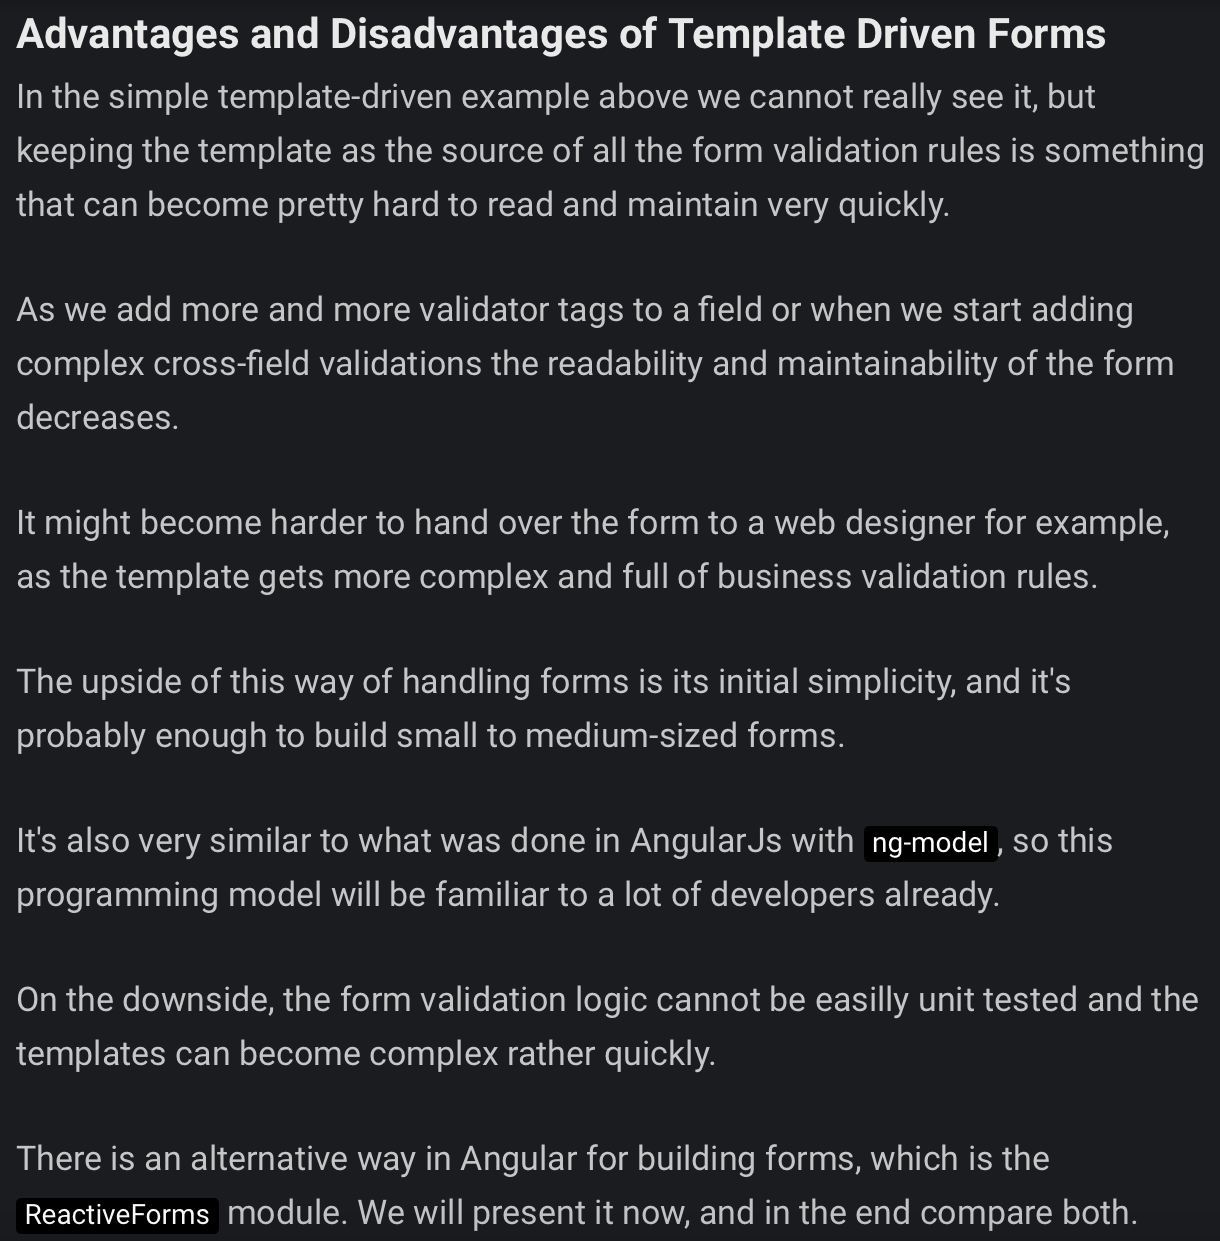 Advantages and Disadvantages of Template Driven Forms
In the simple template-driven example above we cannot really see it, but
keeping the template as the source of all the form validation rules is something
that can become pretty hard to read and maintain very quickly.
As we add more and more validator tags to a field or when we start adding
complex cross-field validations the readability and maintainability of the form
decreases.
It might become harder to hand over the form to a web designer for example,
as the template gets more complex and full of business validation rules.
The upside of this way of handling forms is its initial simplicity, and it's
probably enough to build small to medium-sized forms.
It's also very similar to what was done in AngularJs with ng-model, so this
programming model will be familiar to a lot of developers already.
On the downside, the form validation logic cannot be easilly unit tested and the
templates can become complex rather quickly.
There is an alternative way in Angular for building forms, which is the
ReactiveForms module. We will present it now, and in the end compare both.